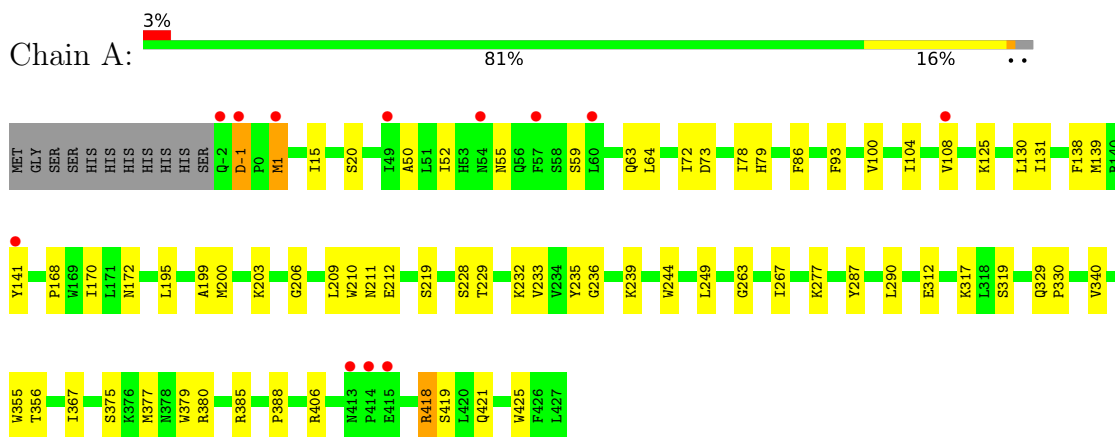 3%
Chain A:
81% 16% • •
MET GLY SER SER HIS HIS HIS HIS HIS HIS SER Q-2 D-1 P0 M1 I15 S20 I49 A50 L51 I52 H53 N54 N55 Q56 F57 S58 S59 L60 Q63 L64 I72 D73 I78 H79 F86 F93 V100 I104 V108 K125 L130 I131 F138 M139 R140
Y141 P168 W169 I170 L171 N172 L195 A199 M200 K203 G206 L209 W210 N211 E212 S219 S228 T229 K232 V233 V234 Y235 G236 K239 W244 L249 G263 I267 K277 Y287 L290 E312 K317 L318 S319 Q329 P330 V340
W355 T356 I367 S375 K376 M377 N378 W379 R380 R385 P388 R406 N413 P414 E415 R418 S419 L420 Q421 W425 F426 L427